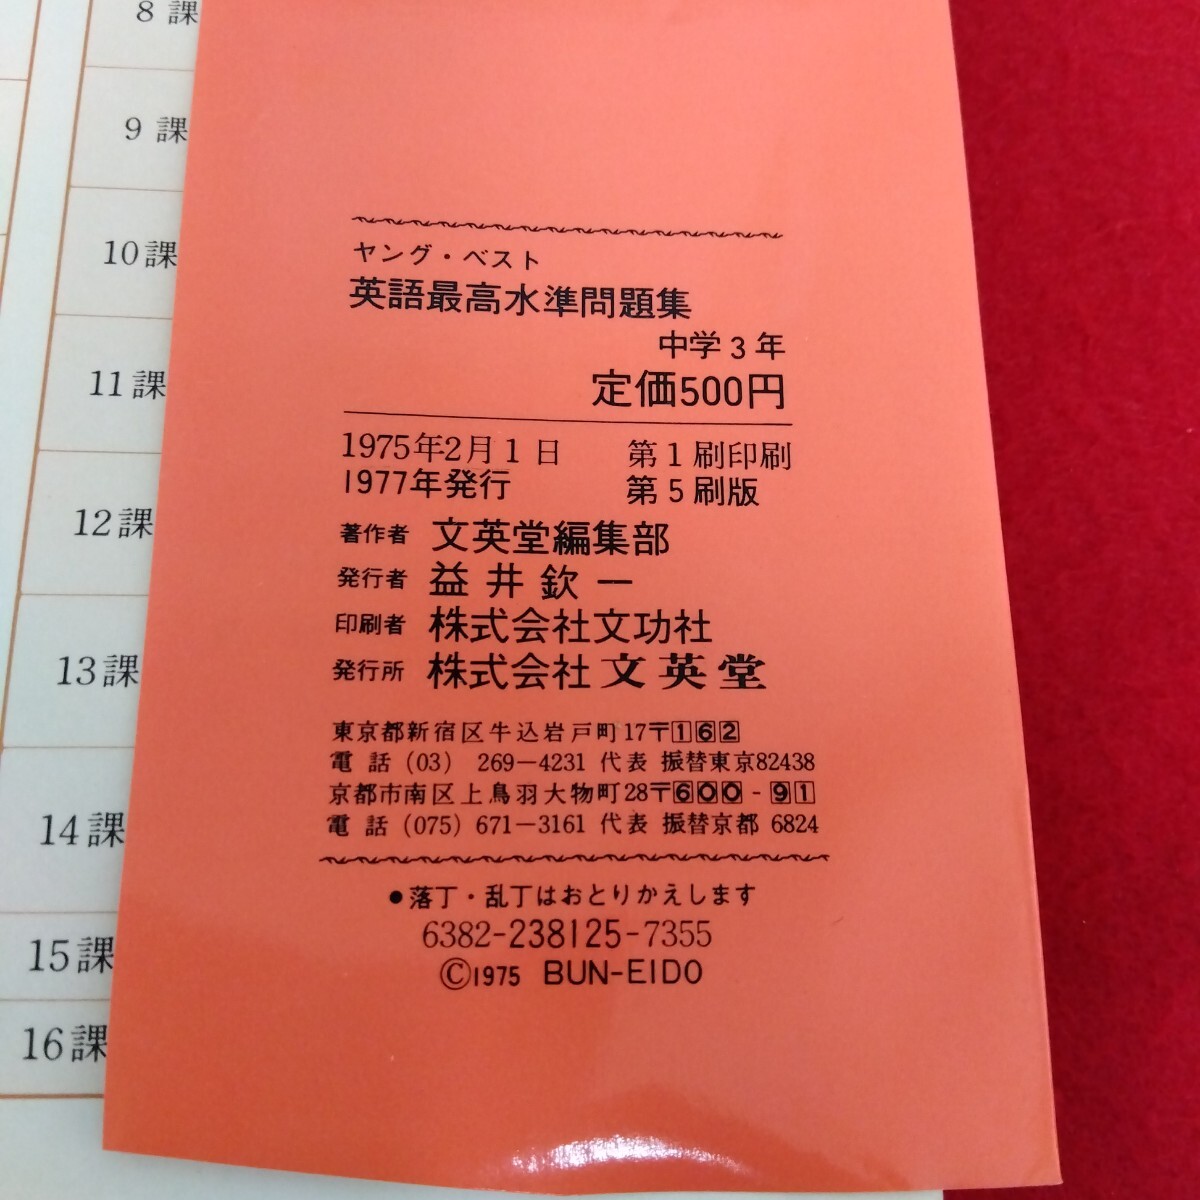 8 課
9 課
10課
11課
12課
13課
14課
15課
16課
ヤング・ベスト
英語最高水準問題集
中学3年
定価500円
1975年2月1日 第1刷印刷
1977年発行 第5刷版
著作者 文英堂編集部
発行者 益井欽一
印刷者 株式会社文功社
発行所 株式会社文英堂
東京都新宿区牛込岩戸町17〒162
電話 (03) 269-4231 代表 振替東京82438
京都市南区上鳥羽大物町28〒600-91
電話 (075) 671-3161 代表 振替京都 6824
●落丁・乱丁はおとりかえします
6382-238125-7355
©1975 BUN-EIDO